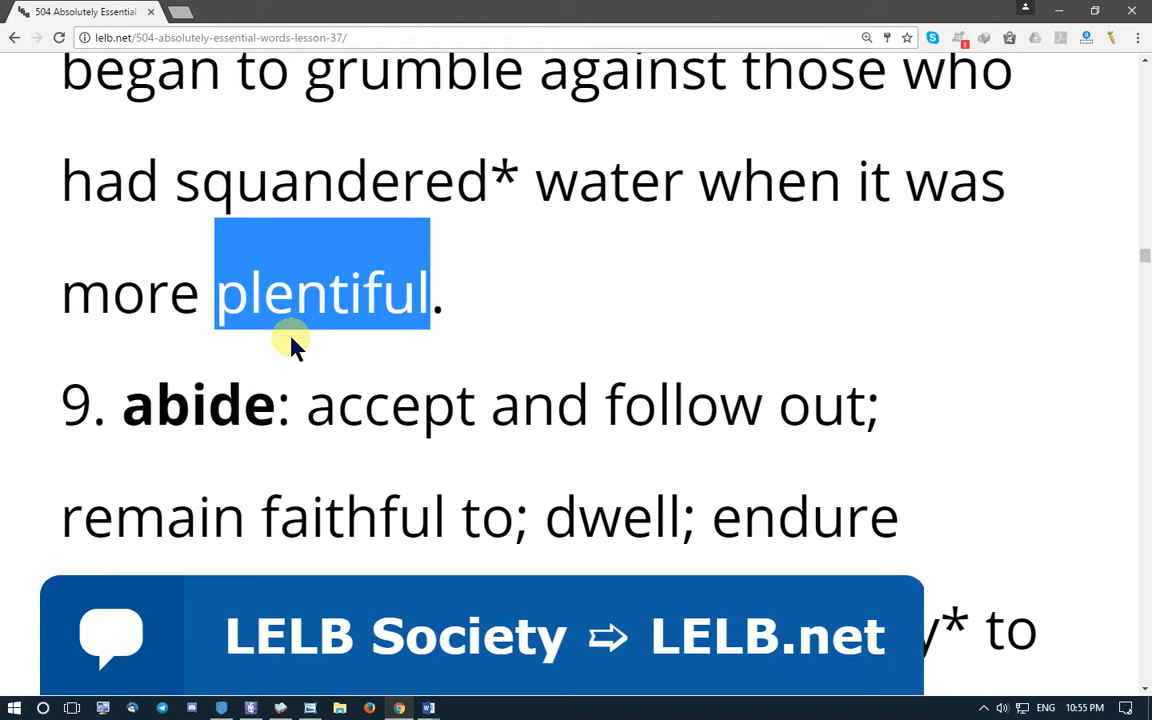 504 Absolutely Essential
lelb.net/504-absolutely-essential-words-lesson-37/
began to grumble against those who
had squandered* water when it was
more plentiful.
9. abide: accept and follow out;
remain faithful to; dwell; endure
y* to
LELB Society ⇨ LELB.net
ENG
10:55 PM